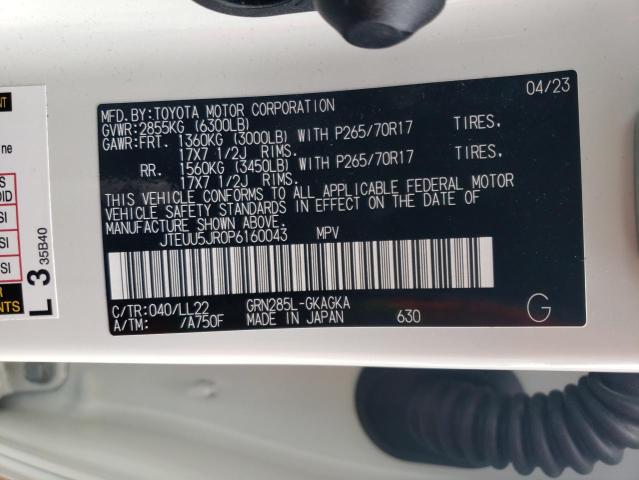 04/23
MFD. BY: TOYOTA MOTOR CORPORATION
GVWR: 2855KG (6300LB)
GAWR: FRT. 1360KG (3000LB) WITH P265/70R17 TIRES.
17X7 1/2J RIMS.
RR. 1560KG (3450LB) WITH P265/70R17 TIRES.
17X7 1/2J RIMS.
THIS VEHICLE CONFORMS TO ALL APPLICABLE FEDERAL MOTOR
VEHICLE SAFETY STANDARDS IN EFFECT ON THE DATE OF
MANUFACTURE SHOWN ABOVE.
JTEUU5JR0P6160043 MPV
C/TR: 040/LL22 GRN285L-GKAGKA
A/TM: /A750F MADE IN JAPAN 630
G
L 3 35B40